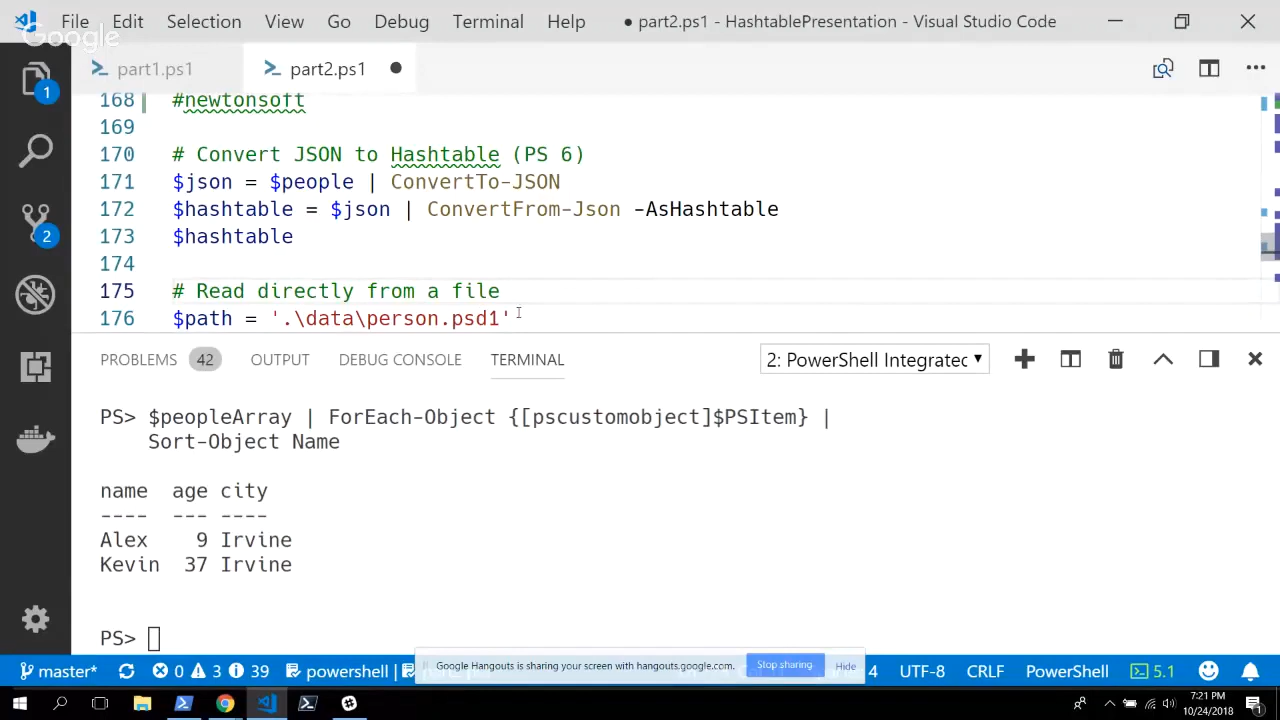 File Edit Selection View Go Debug Terminal Help ● part2.ps1 - HashtablePresentation - Visual Studio Code
Google
part1.ps1 part2.ps1 ●
1
2
168 #newtonsoft
169
170 # Convert JSON to Hashtable (PS 6)
171 $json = $people | ConvertTo-JSON
172 $hashtable = $json | ConvertFrom-Json -AsHashtable
173 $hashtable
174
175 # Read directly from a file
176 $path = '.\data\person.psd1'
PROBLEMS 42 OUTPUT DEBUG CONSOLE TERMINAL 2: PowerShell Integratec
PS> $peopleArray | ForEach-Object {[pscustomobject]$PSItem} |
Sort-Object Name
name age city
---- --- ----
Alex 9 Irvine
Kevin 37 Irvine
PS>
master* 0 3 39 powershell 4 UTF-8 CRLF PowerShell 5.1
Google Hangouts is sharing your screen with hangouts.google.com. Stop sharing Hide
7:21 PM
10/24/2018
1